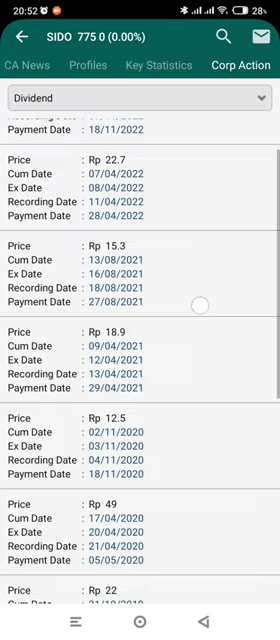 20:52
28%
SIDO 775 0 (0.00%)
CA News Profiles Key Statistics Corp Action
Dividend
Payment Date : 18/11/2022
Price : Rp 22.7
Cum Date : 07/04/2022
Ex Date : 08/04/2022
Recording Date : 11/04/2022
Payment Date : 28/04/2022
Price : Rp 15.3
Cum Date : 13/08/2021
Ex Date : 16/08/2021
Recording Date : 18/08/2021
Payment Date : 27/08/2021
Price : Rp 18.9
Cum Date : 09/04/2021
Ex Date : 12/04/2021
Recording Date : 13/04/2021
Payment Date : 29/04/2021
Price : Rp 12.5
Cum Date : 02/11/2020
Ex Date : 03/11/2020
Recording Date : 04/11/2020
Payment Date : 18/11/2020
Price : Rp 49
Cum Date : 17/04/2020
Ex Date : 20/04/2020
Recording Date : 21/04/2020
Payment Date : 05/05/2020
Price : Rp 22